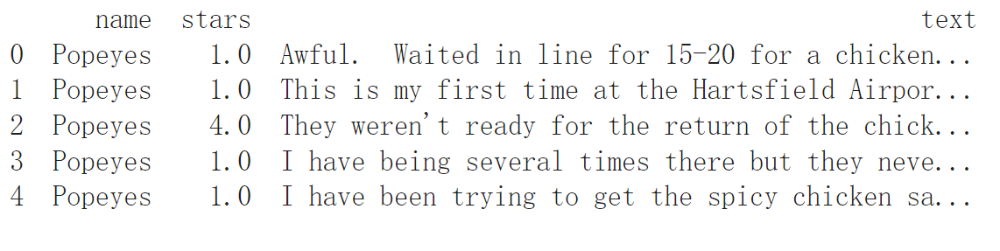 name stars text
0 Popeyes 1.0 Awful.  Waited in line for 15-20 for a chicken...
1 Popeyes 1.0 This is my first time at the Hartsfield Airpor...
2 Popeyes 4.0 They weren't ready for the return of the chick...
3 Popeyes 1.0 I have being several times there but they neve...
4 Popeyes 1.0 I have been trying to get the spicy chicken sa...